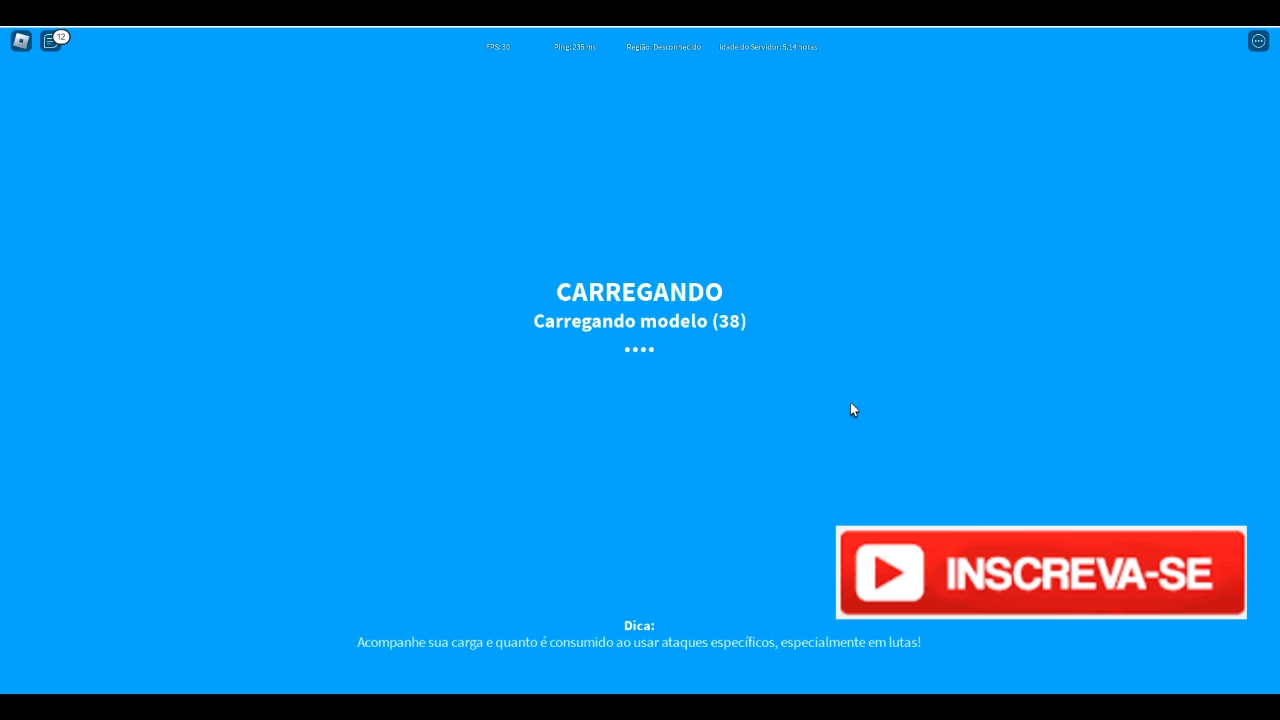 12
FPS: 30
Ping: 235 ms
Região: Desconhecido
Idade do Servidor: 5.14 horas
CARREGANDO
Carregando modelo (38)
INSCREVA-SE
Dica:
Acompanhe sua carga e quanto é consumido ao usar ataques específicos, especialmente em lutas!